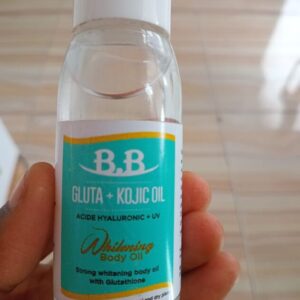 B.B
GLUTA + KOJIC OIL
ACIDE HYALURONIC + UV
Whitening
Body Oil
Strong whitening body oil
with Glutathione